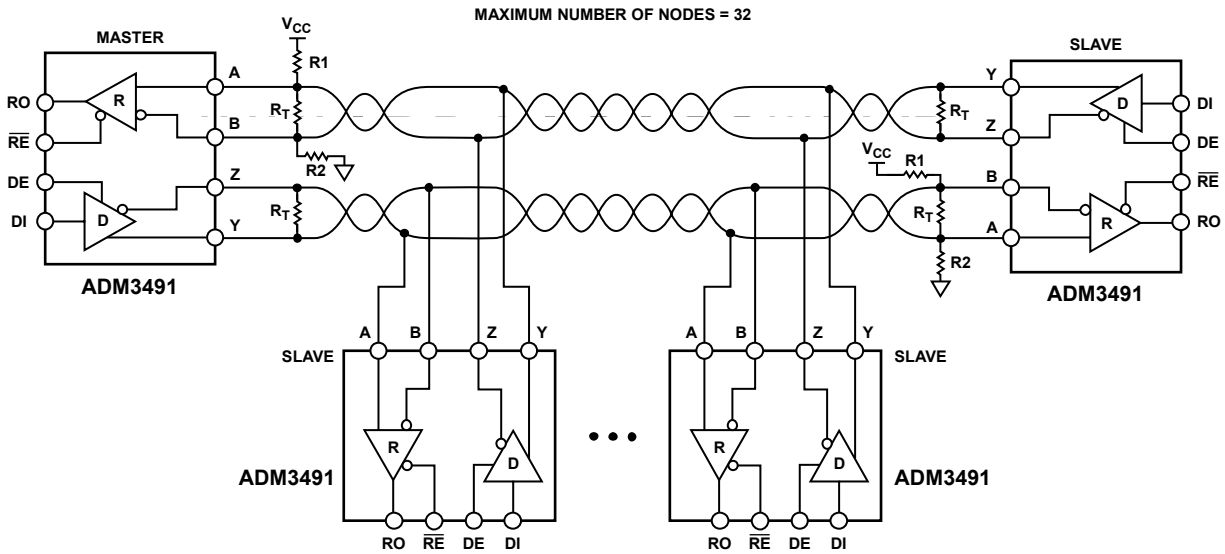 MAXIMUM NUMBER OF NODES = 32
MASTER
VCC
R1
A
RO
R
RT
B
RE
R2
DE
Z
DI
D
RT
Y
ADM3491
SLAVE
Y
RT
D
DI
Z
DE
VCC
R1
B
RE
RT
R
RO
A
R2
ADM3491
A B Z Y
SLAVE
R
D
ADM3491
RO RE DE DI
•••
A B Z Y
SLAVE
R
D
ADM3491
RO RE DE DI